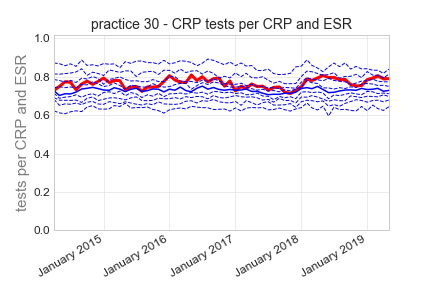 practice 30 - CRP tests per CRP and ESR
tests per CRP and ESR
1.0
0.8
0.6
0.4
0.2
0.0
January 2015
January 2016
January 2017
January 2018
January 2019